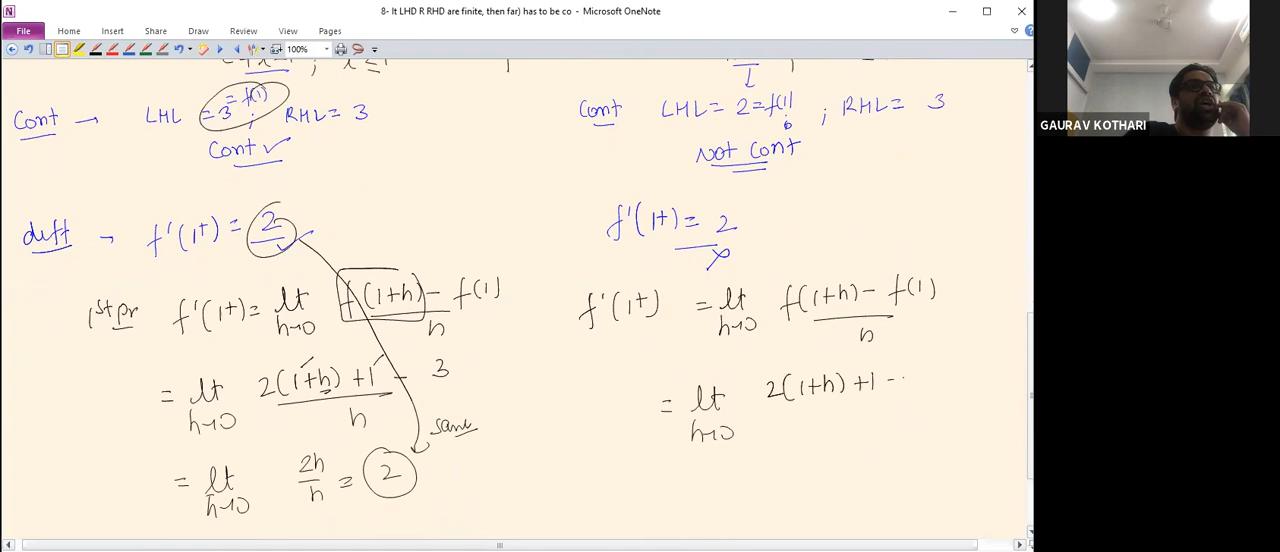 8- It LHD R RHD are finite, then far) has to be co - Microsoft OneNote
File Home Insert Share Draw Review View Pages
100%
Cont → LHL = 3 = f(1) ; RHL = 3
Cont ✓
diff → f'(1+) = 2
1st pr f'(1+) = lt h→0 f(1+h) - f(1) / h
= lt h→0 2(1+h) + 1 - 3 / h
same
= lt h→0 2h/h = 2
Cont LHL = 2 = f(1) ; RHL = 3
Not Cont
f'(1+) = 2
f'(1+) = lt h→0 f(1+h) - f(1) / h
= lt h→0 2(1+h) + 1 -
GAURAV KOTHARI